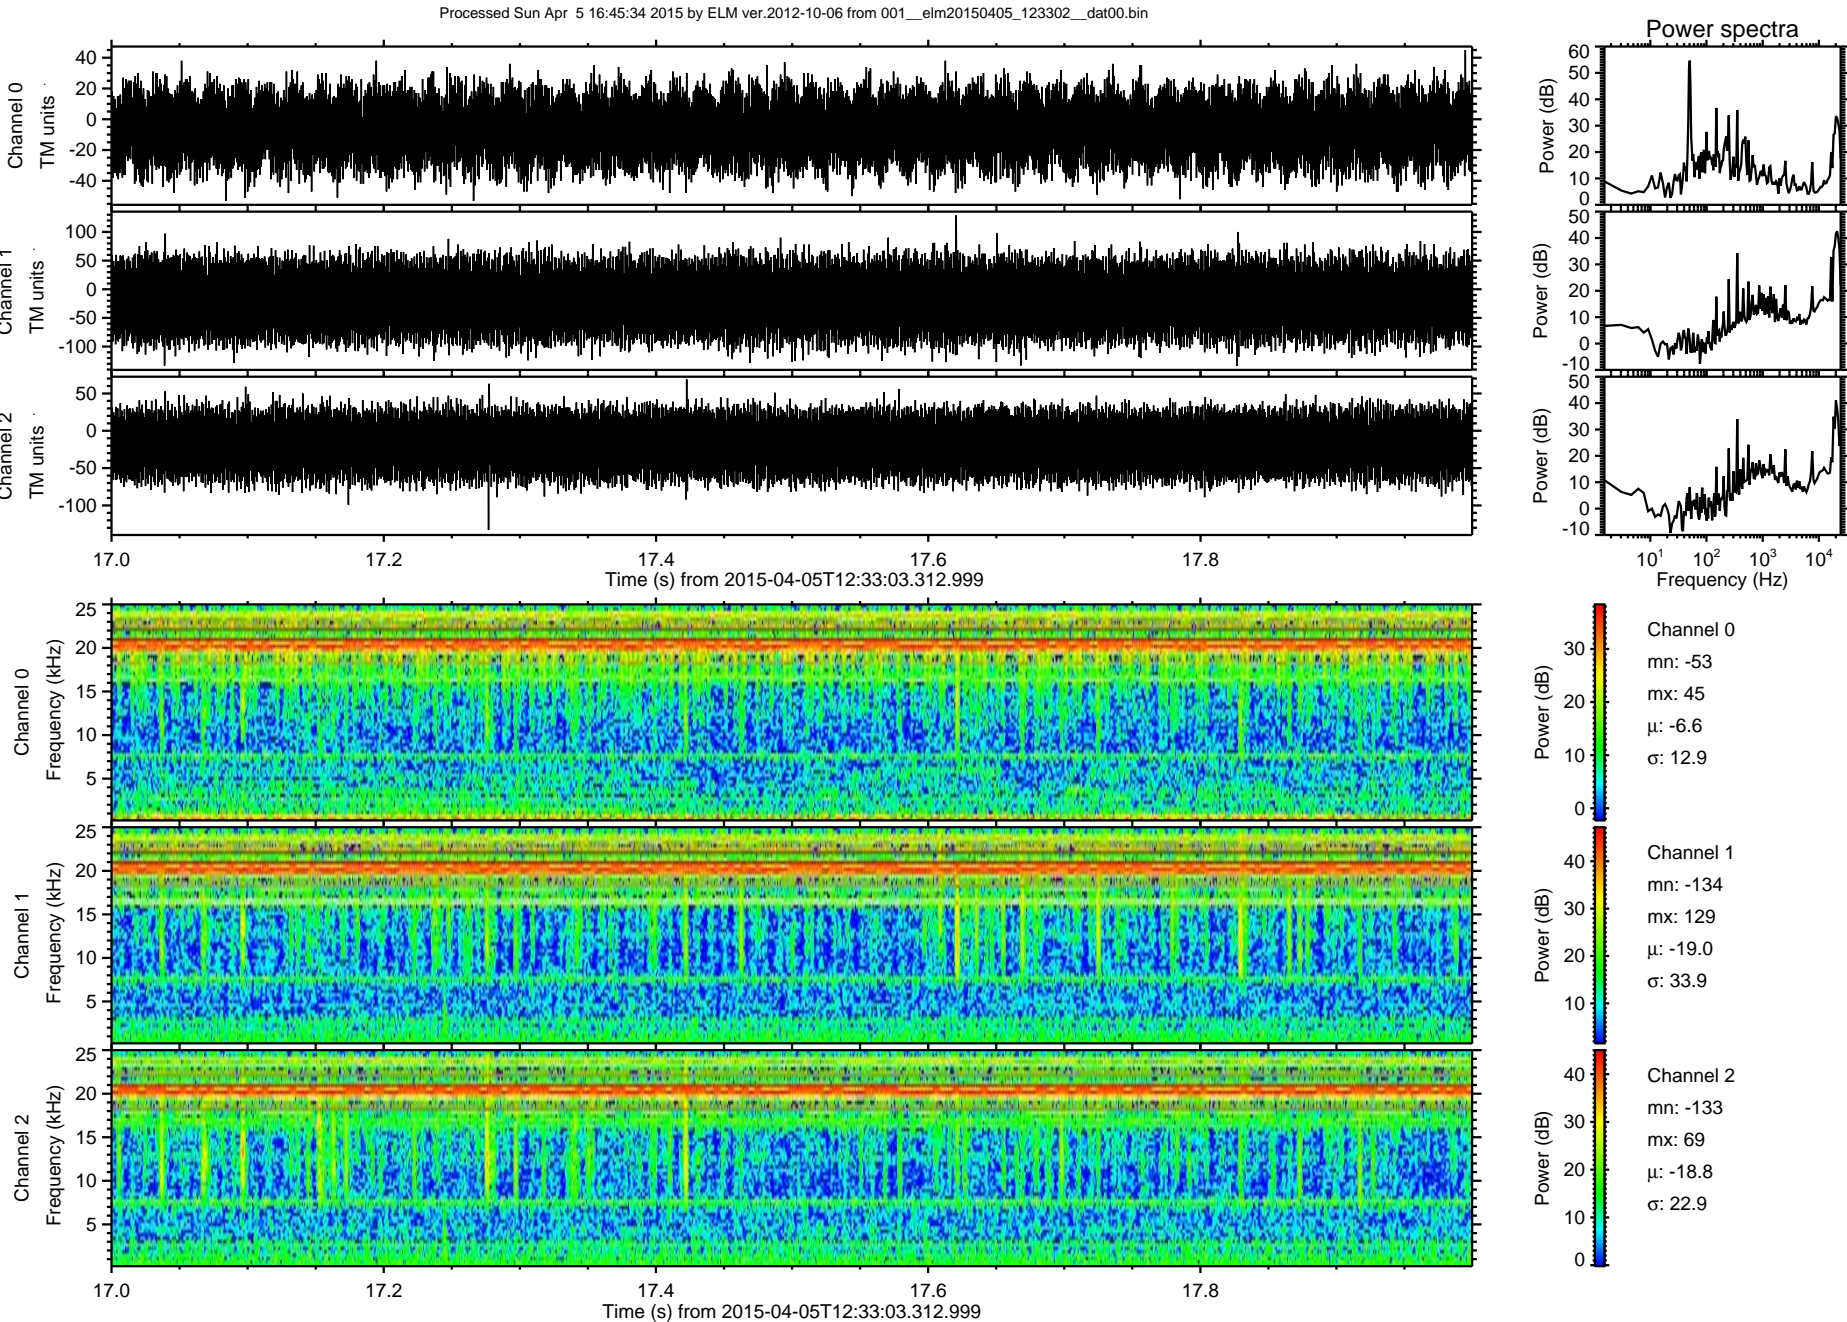 Processed Sun Apr 5 16:45:34 2015 by ELM ver.2012-10-06 from 001__elm20150405_123302__dat00.bin
Power spectra
Channel 0
TM units
40
20
0
-20
-40
Power (dB)
60
50
40
30
20
10
0
Channel 1
TM units
100
50
0
-50
-100
Power (dB)
50
40
30
20
10
0
-10
Channel 2
TM units
50
0
-50
-100
Power (dB)
50
40
30
20
10
0
-10
17.0 17.2 17.4 17.6 17.8
Time (s) from 2015-04-05T12:33:03.312.999
10¹ 10² 10³ 10⁴
Frequency (Hz)
Channel 0
Frequency (kHz)
25
20
15
10
5
Power (dB)
30
20
10
0
Channel 0
mn: -53
mx: 45
μ: -6.6
σ: 12.9
Channel 1
Frequency (kHz)
25
20
15
10
5
Power (dB)
40
30
20
10
Channel 1
mn: -134
mx: 129
μ: -19.0
σ: 33.9
Channel 2
Frequency (kHz)
25
20
15
10
5
Power (dB)
40
30
20
10
0
Channel 2
mn: -133
mx: 69
μ: -18.8
σ: 22.9
17.0 17.2 17.4 17.6 17.8
Time (s) from 2015-04-05T12:33:03.312.999